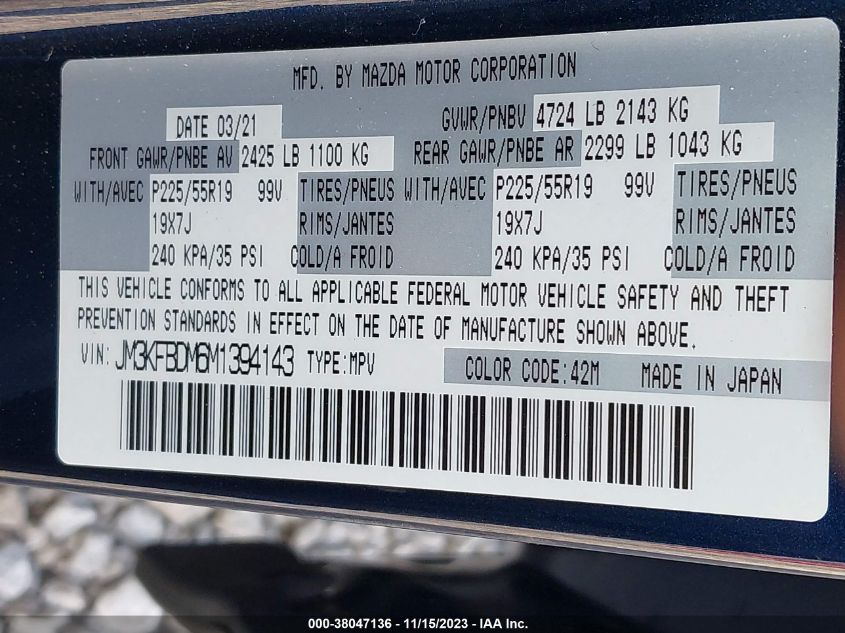 MFD. BY MAZDA MOTOR CORPORATION
DATE 03/21 GVWR/PNBV 4724 LB 2143 KG
FRONT GAWR/PNBE AV 2425 LB 1100 KG REAR GAWR/PNBE AR 2299 LB 1043 KG
WITH/AVEC P225/55R19 99V TIRES/PNEUS WITH/AVEC P225/55R19 99V TIRES/PNEUS
19X7J RIMS/JANTES 19X7J RIMS/JANTES
240 KPA/35 PSI COLD/A FROID 240 KPA/35 PSI COLD/A FROID
THIS VEHICLE CONFORMS TO ALL APPLICABLE FEDERAL MOTOR VEHICLE SAFETY AND THEFT
PREVENTION STANDARDS IN EFFECT ON THE DATE OF MANUFACTURE SHOWN ABOVE.
VIN: JM3KFBDM6M1394143 TYPE:MPV COLOR CODE:42M MADE IN JAPAN
000-38047136 - 11/15/2023 - IAA Inc.